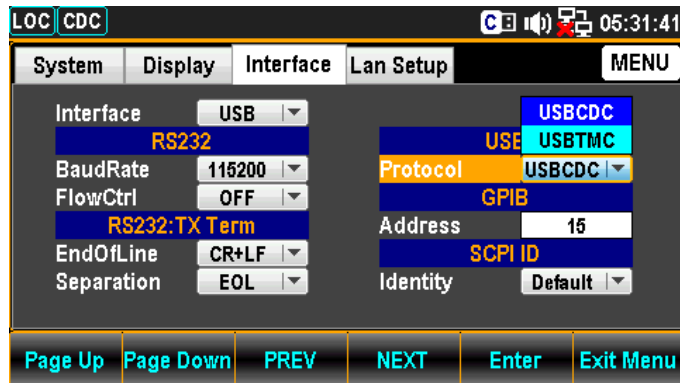 LOC CDC C 05:31:41
System Display Interface Lan Setup MENU
Interface USB USBCDC
RS232 USB USBTMC
BaudRate 115200 Protocol USBCDC
FlowCtrl OFF GPIB
RS232:TX Term Address 15
EndOfLine CR+LF SCPI ID
Separation EOL Identity Default
Page Up Page Down PREV NEXT Enter Exit Menu